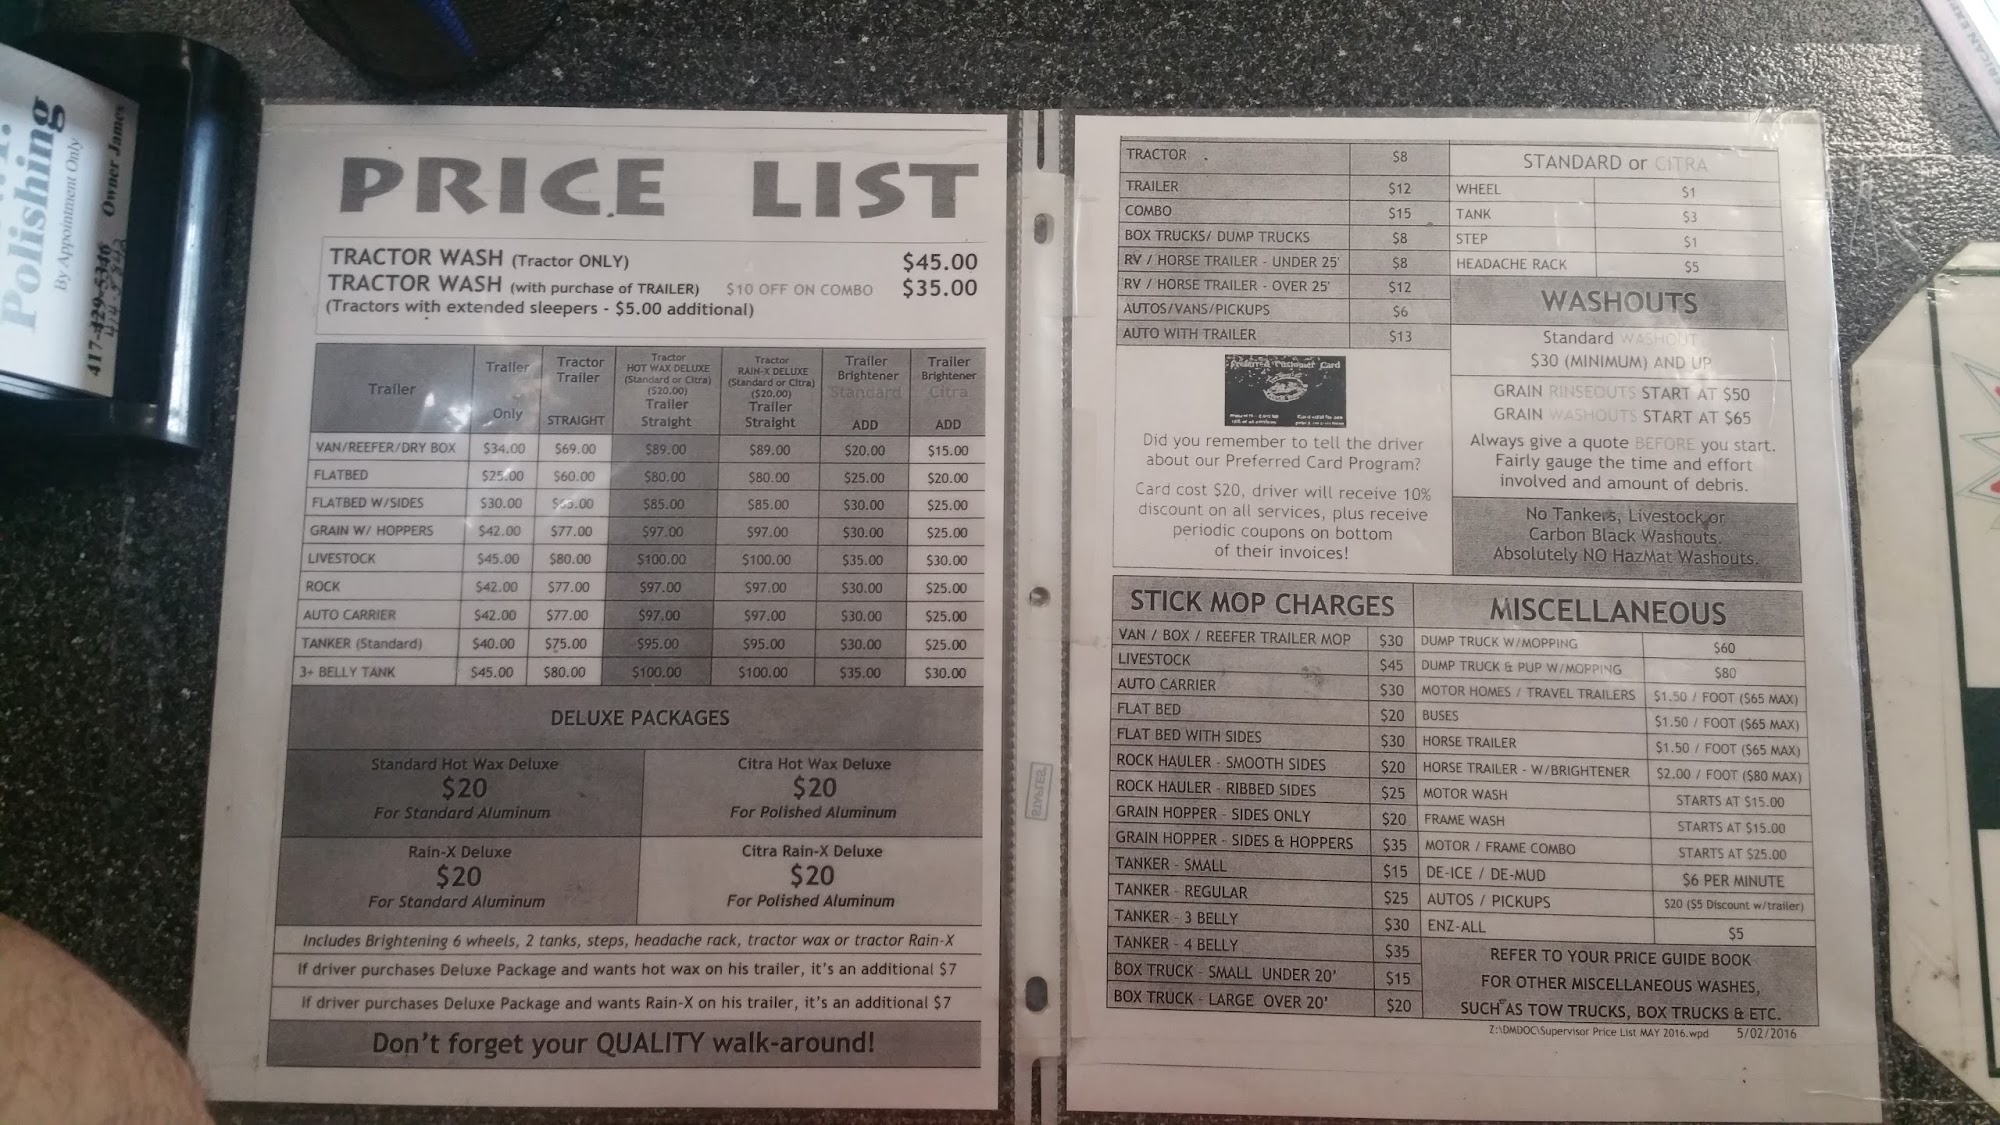 Polishing
By Appointment Only
Owner James
PRICE LIST
TRACTOR WASH (Tractor ONLY) $45.00
TRACTOR WASH (with purchase of TRAILER) $10 OFF ON COMBO $35.00
(Tractors with extended sleepers - $5.00 additional)
Trailer
Trailer Only
Tractor Trailer STRAIGHT
Tractor HOT WAX DELUXE (Standard or Citra) ($20.00) Trailer Straight
Tractor RAIN-X DELUXE (Standard or Citra) ($20.00) Trailer Straight
Trailer Brightener Standard ADD
Trailer Brightener Citra ADD
VAN/REEFER/DRY BOX $34.00 $69.00 $89.00 $89.00 $20.00 $15.00
FLATBED $25.00 $60.00 $80.00 $80.00 $25.00 $20.00
FLATBED W/SIDES $30.00 $65.00 $85.00 $85.00 $30.00 $25.00
GRAIN W/ HOPPERS $42.00 $77.00 $97.00 $97.00 $30.00 $25.00
LIVESTOCK $45.00 $80.00 $100.00 $100.00 $35.00 $30.00
ROCK $42.00 $77.00 $97.00 $97.00 $30.00 $25.00
AUTO CARRIER $42.00 $77.00 $97.00 $97.00 $30.00 $25.00
TANKER (Standard) $40.00 $75.00 $95.00 $95.00 $30.00 $25.00
3+ BELLY TANK $45.00 $80.00 $100.00 $100.00 $35.00 $30.00
DELUXE PACKAGES
Standard Hot Wax Deluxe
$20
For Standard Aluminum
Citra Hot Wax Deluxe
$20
For Polished Aluminum
Rain-X Deluxe
$20
For Standard Aluminum
Citra Rain-X Deluxe
$20
For Polished Aluminum
Includes Brightening 6 wheels, 2 tanks, steps, headache rack, tractor wax or tractor Rain-X
If driver purchases Deluxe Package and wants hot wax on his trailer, it's an additional $7
If driver purchases Deluxe Package and wants Rain-X on his trailer, it's an additional $7
Don't forget your QUALITY walk-around!
STAPLES
TRACTOR $8
TRAILER $12
COMBO $15
BOX TRUCKS/ DUMP TRUCKS $8
RV / HORSE TRAILER - UNDER 25' $8
RV / HORSE TRAILER - OVER 25' $12
AUTOS/VANS/PICKUPS $6
AUTO WITH TRAILER $13
Preferred Customer Card
Did you remember to tell the driver
about our Preferred Card Program?
Card cost $20, driver will receive 10%
discount on all services, plus receive
periodic coupons on bottom
of their invoices!
STANDARD or CITRA
WHEEL $1
TANK $3
STEP $1
HEADACHE RACK $5
WASHOUTS
Standard WASHOUT
$30 (MINIMUM) AND UP
GRAIN RINSEOUTS START AT $50
GRAIN WASHOUTS START AT $65
Always give a quote BEFORE you start.
Fairly gauge the time and effort
involved and amount of debris.
No Tankers, Livestock or
Carbon Black Washouts.
Absolutely NO HazMat Washouts.
STICK MOP CHARGES
VAN / BOX / REEFER TRAILER MOP $30
LIVESTOCK $45
AUTO CARRIER $30
FLAT BED $20
FLAT BED WITH SIDES $30
ROCK HAULER - SMOOTH SIDES $20
ROCK HAULER - RIBBED SIDES $25
GRAIN HOPPER - SIDES ONLY $20
GRAIN HOPPER - SIDES & HOPPERS $35
TANKER - SMALL $15
TANKER - REGULAR $25
TANKER - 3 BELLY $30
TANKER - 4 BELLY $35
BOX TRUCK - SMALL UNDER 20' $15
BOX TRUCK - LARGE OVER 20' $20
MISCELLANEOUS
DUMP TRUCK W/MOPPING $60
DUMP TRUCK & PUP W/MOPPING $80
MOTOR HOMES / TRAVEL TRAILERS $1.50 / FOOT ($65 MAX)
BUSES $1.50 / FOOT ($65 MAX)
HORSE TRAILER $1.50 / FOOT ($65 MAX)
HORSE TRAILER - W/BRIGHTENER $2.00 / FOOT ($80 MAX)
MOTOR WASH STARTS AT $15.00
FRAME WASH STARTS AT $15.00
MOTOR / FRAME COMBO STARTS AT $25.00
DE-ICE / DE-MUD $6 PER MINUTE
AUTOS / PICKUPS $20 ($5 Discount w/trailer)
ENZ-ALL $5
REFER TO YOUR PRICE GUIDE BOOK
FOR OTHER MISCELLANEOUS WASHES,
SUCH AS TOW TRUCKS, BOX TRUCKS & ETC.
Z:\DMDOC\Supervisor Price List MAY 2016.wpd 5/02/2016